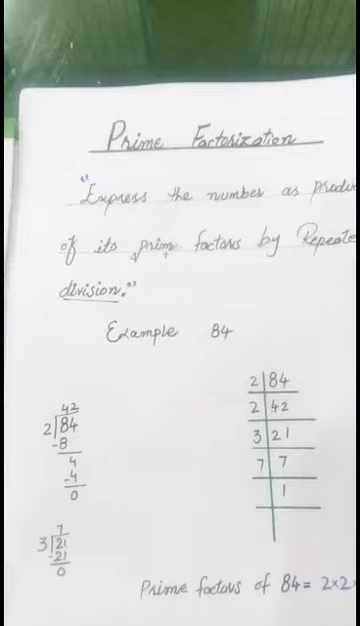 Prime Factorization
"Express the number as produ
of its prime factors by Repeate
division."
Example 84
42
2 84
-8
4
-4
0
7
3 21
-21
0
2 84
2 42
3 21
7 7
1
Prime factors of 84= 2×2×